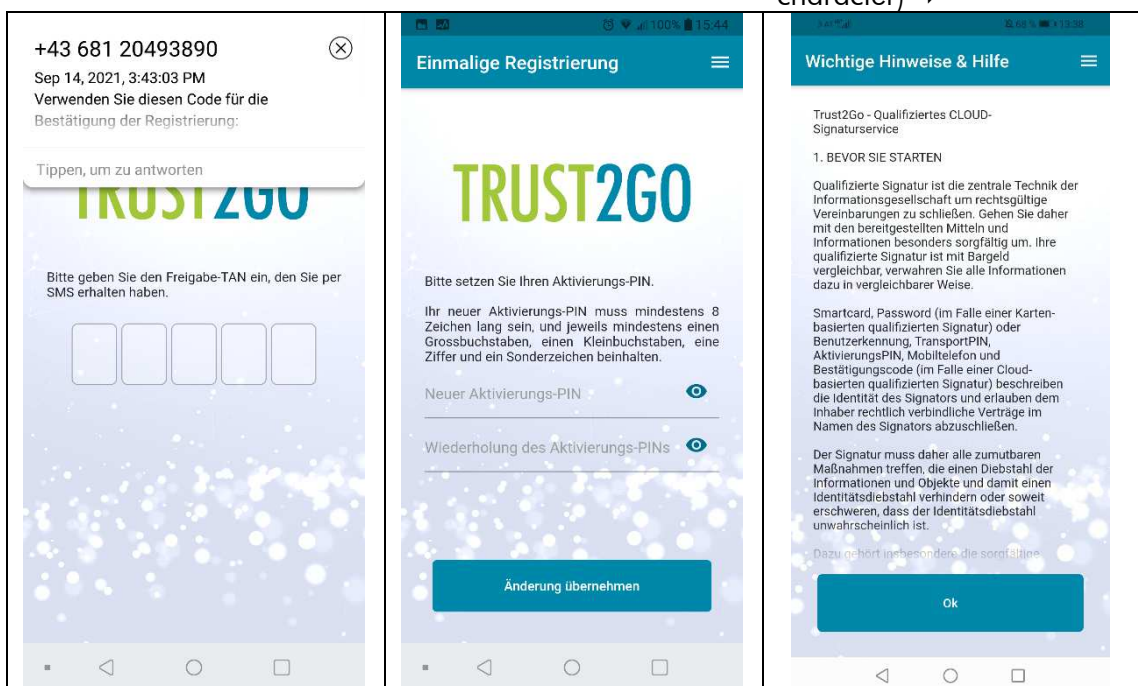 character) →
+43 681 20493890
Sep 14, 2021, 3:43:03 PM
Verwenden Sie diesen Code für die
Bestätigung der Registrierung:
Tippen, um zu antworten
TRUST2GO
Bitte geben Sie den Freigabe-TAN ein, den Sie per
SMS erhalten haben.
100% 15:44
Einmalige Registrierung
TRUST2GO
Bitte setzen Sie Ihren Aktivierungs-PIN.
Ihr neuer Aktivierungs-PIN muss mindestens 8
Zeichen lang sein, und jeweils mindestens einen
Grossbuchstaben, einen Kleinbuchstaben, eine
Ziffer und ein Sonderzeichen beinhalten.
Neuer Aktivierungs-PIN
Wiederholung des Aktivierungs-PINs
Änderung übernehmen
13:38
Wichtige Hinweise & Hilfe
Trust2Go - Qualifiziertes CLOUD-
Signaturservice
1. BEVOR SIE STARTEN
Qualifizierte Signatur ist die zentrale Technik der
Informationsgesellschaft um rechtsgültige
Vereinbarungen zu schließen. Gehen Sie daher
mit den bereitgestellten Mitteln und
Informationen besonders sorgfältig um. Ihre
qualifizierte Signatur ist mit Bargeld
vergleichbar, verwahren Sie alle Informationen
dazu in vergleichbarer Weise.
Smartcard, Password (im Falle einer Karten-
basierten qualifizierten Signatur) oder
Benutzerkennung, TransportPIN,
AktivierungsPIN, Mobiltelefon und
Bestätigungscode (im Falle einer Cloud-
basierten qualifizierten Signatur) beschreiben
die Identität des Signators und erlauben dem
Inhaber rechtlich verbindliche Verträge im
Namen des Signators abzuschließen.
Der Signatur muss daher alle zumutbaren
Maßnahmen treffen, die einen Diebstahl der
Informationen und Objekte und damit einen
Identitätsdiebstahl verhindern oder soweit
erschweren, dass der Identitätsdiebstahl
unwahrscheinlich ist.
Dazu gehört insbesondere die sorgfältige
Ok